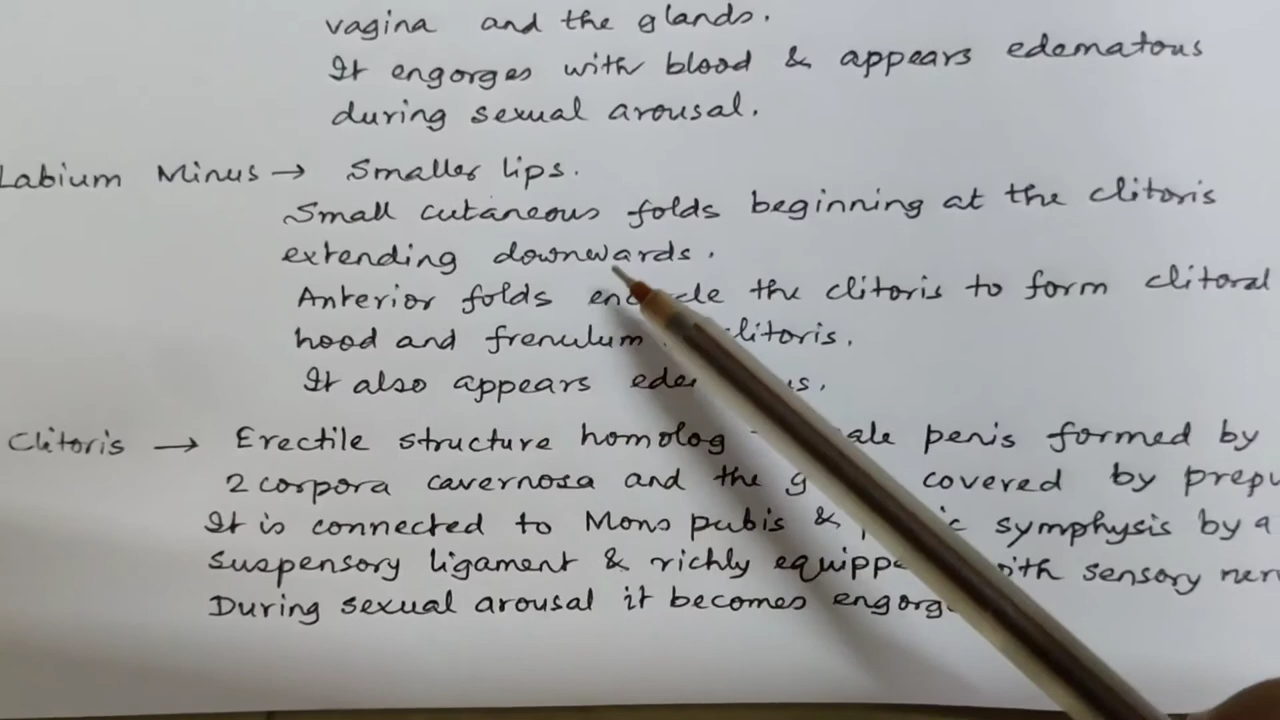 vagina and the glands.
It engorges with blood & appears edematous
during sexual arousal.
Labium Minus → Smaller lips.
Small cutaneous folds beginning at the clitoris
extending downwards.
Anterior folds the clitoris to form clitoral
hood and frenulum clitoris.
It also appears
Clitoris → Erectile structure penis formed by
2 corpora cavernosa and the covered by
It is connected to Mons pubis & symphysis by a
suspensory ligament & richly with sensory
During sexual arousal it becomes